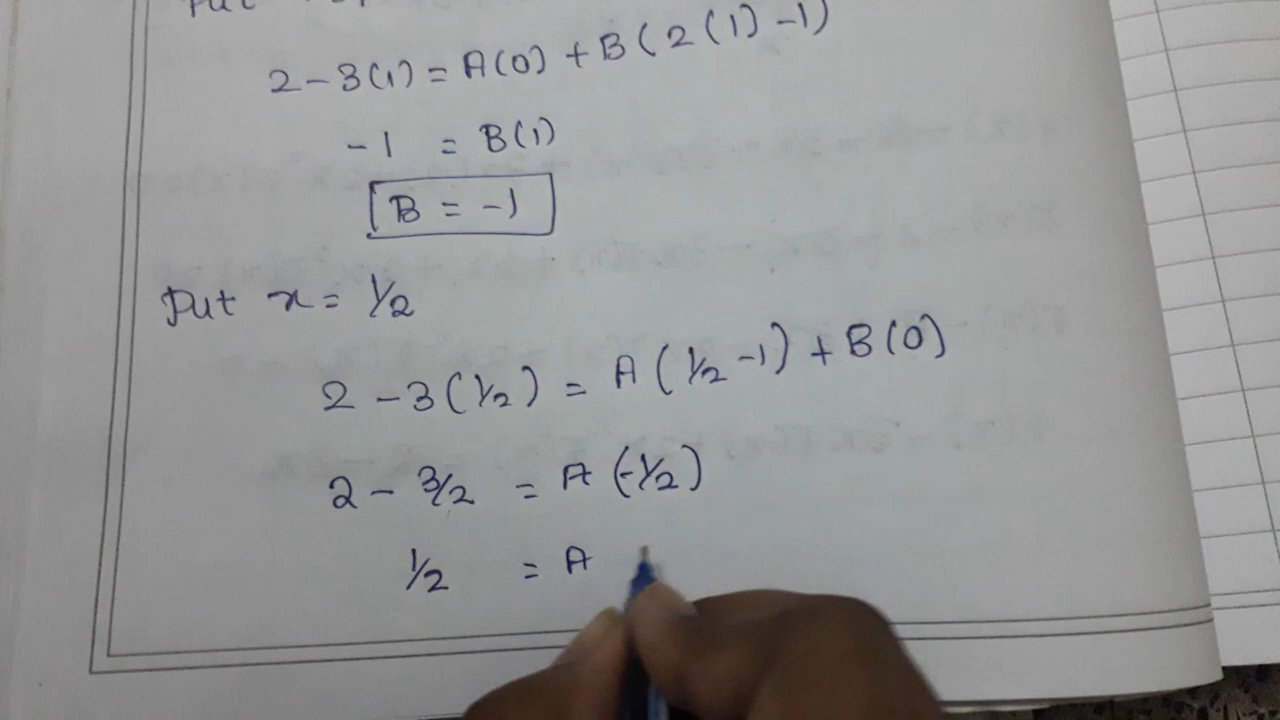 Put
2 - 3(1) = A(0) + B(2(1) - 1)
- 1 = B(1)
B = -1
Put x = 1/2
2 - 3(1/2) = A(1/2 - 1) + B(0)
2 - 3/2 = A(-1/2)
1/2 = A